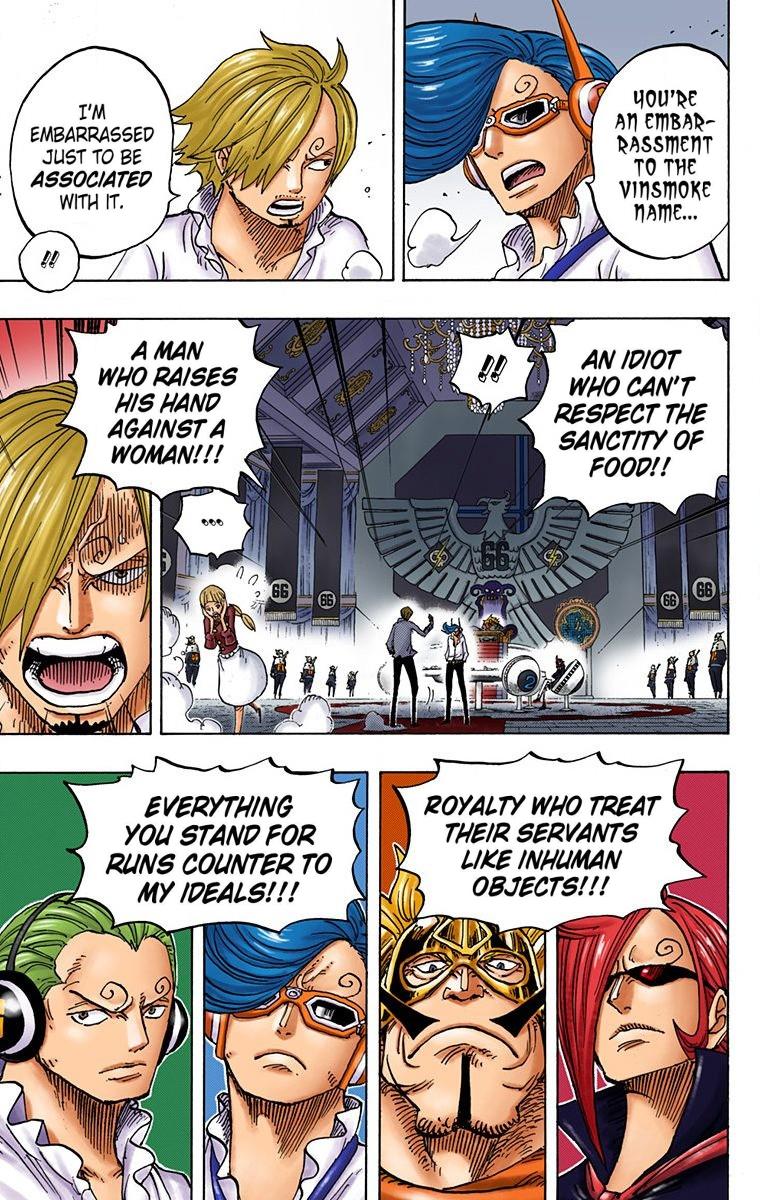 YOU'RE
AN EMBAR-
RASSMENT
TO THE
VINSMOKE
NAME...
I'M
EMBARRASSED
JUST TO BE
ASSOCIATED
WITH IT.
!!
AN IDIOT
WHO CAN'T
RESPECT THE
SANCTITY OF
FOOD!!
!!
A MAN
WHO RAISES
HIS HAND
AGAINST A
WOMAN!!!
...
66
66
66
66
66
ROYALTY WHO TREAT
THEIR SERVANTS
LIKE INHUMAN
OBJECTS!!!
EVERYTHING
YOU STAND FOR
RUNS COUNTER TO
MY IDEALS!!!